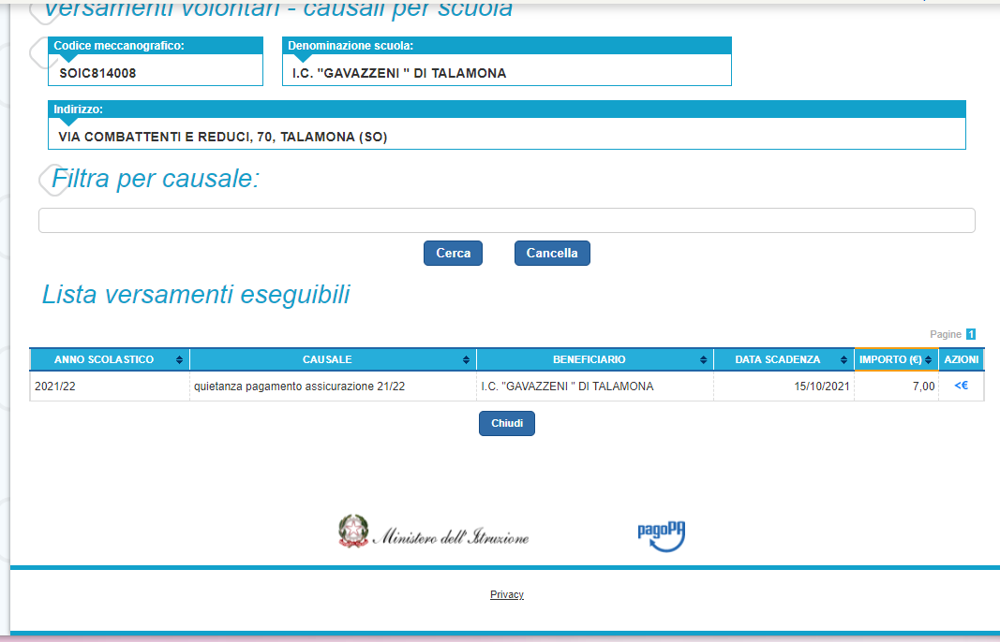 Versamenti volontari - causali per scuola
Codice meccanografico:
SOIC814008
Denominazione scuola:
I.C. "GAVAZZENI " DI TALAMONA
Indirizzo:
VIA COMBATTENTI E REDUCI, 70, TALAMONA (SO)
Filtra per causale:
Cerca Cancella
Lista versamenti eseguibili
Pagine 1
ANNO SCOLASTICO CAUSALE BENEFICIARIO DATA SCADENZA IMPORTO (€) AZIONI
2021/22 quietanza pagamento assicurazione 21/22 I.C. "GAVAZZENI " DI TALAMONA 15/10/2021 7,00 <€
Chiudi
Ministero dell'Istruzione
pagoPA
Privacy